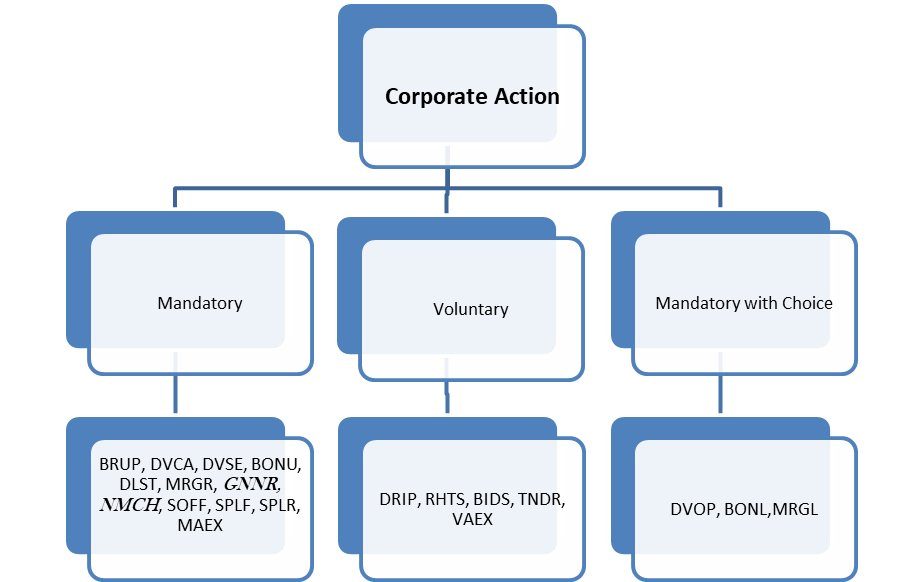 Corporate Action
Mandatory
Voluntary
Mandatory with Choice
BRUP, DVCA, DVSE, BONU,
DLST, MRGR, GNNR,
NMCH, SOFF, SPLF, SPLR,
MAEX
DRIP, RHTS, BIDS, TNDR,
VAEX
DVOP, BONL,MRGL